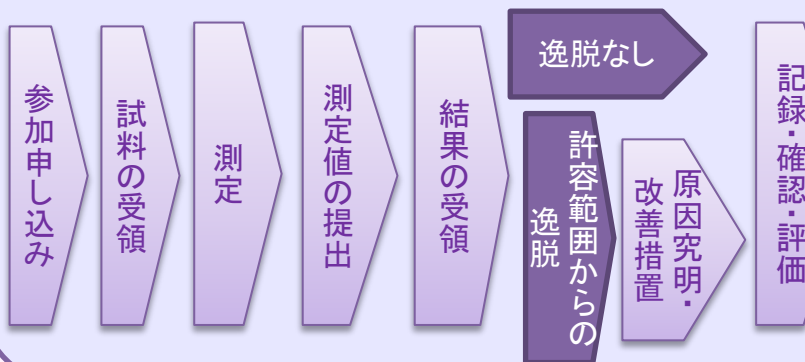 参加申し込み
試料の受領
測定
測定値の提出
結果の受領
逸脱なし
許容範囲からの
逸脱
原因究明・
改善措置
記録・確認・評価